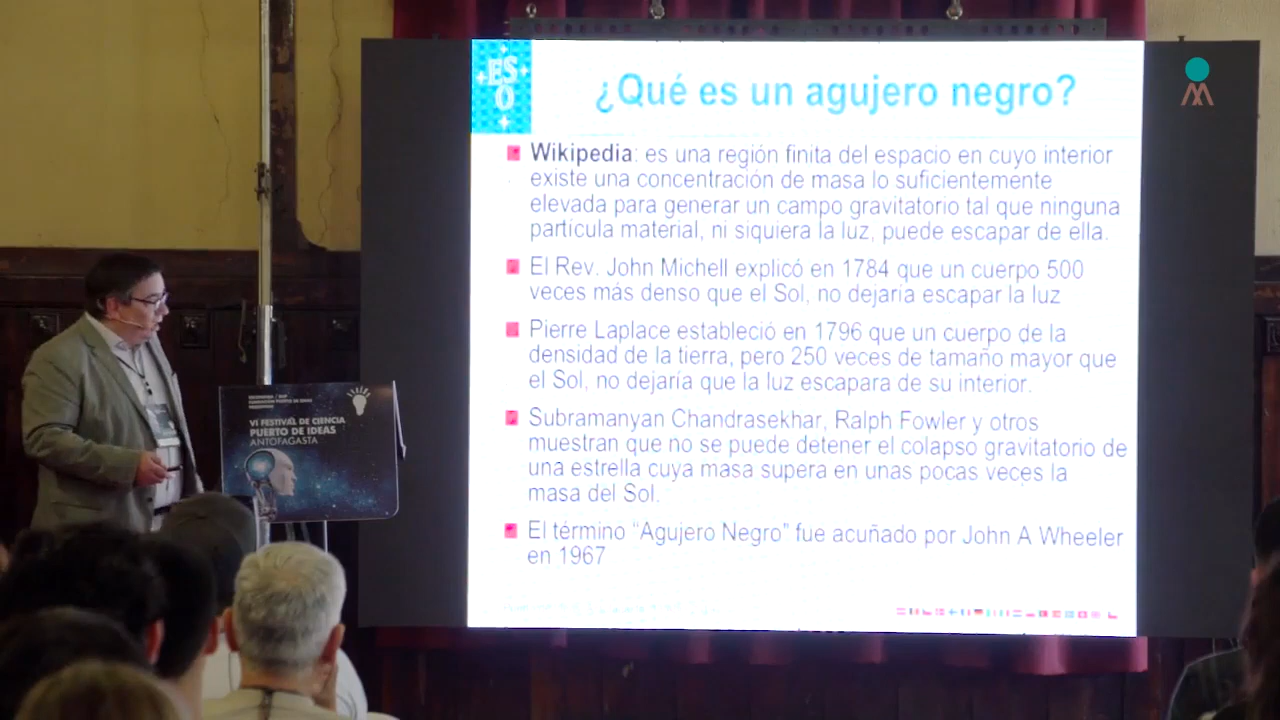 ESO
¿Qué es un agujero negro?
Wikipedia: es una región finita del espacio en cuyo interior
existe una concentración de masa lo suficientemente
elevada para generar un campo gravitatorio tal que ninguna
partícula material, ni siquiera la luz, puede escapar de ella.
El Rev. John Michell explicó en 1784 que un cuerpo 500
veces más denso que el Sol, no dejaría escapar la luz
Pierre Laplace estableció en 1796 que un cuerpo de la
densidad de la tierra, pero 250 veces de tamaño mayor que
el Sol, no dejaría que la luz escapara de su interior.
Subramanyan Chandrasekhar, Ralph Fowler y otros
muestran que no se puede detener el colapso gravitatorio de
una estrella cuya masa supera en unas pocas veces la
masa del Sol.
El término “Agujero Negro” fue acuñado por John A Wheeler
en 1967
VI FESTIVAL DE CIENCIA
PUERTO DE IDEAS
ANTOFAGASTA